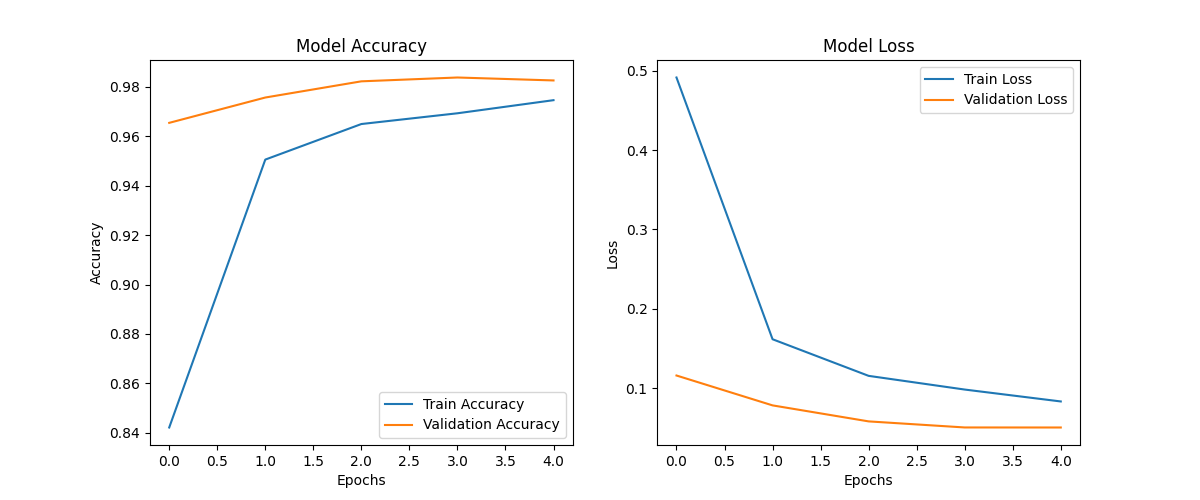 Model Accuracy
Accuracy
0.98
0.96
0.94
0.92
0.90
0.88
0.86
0.84
0.0 0.5 1.0 1.5 2.0 2.5 3.0 3.5 4.0
Epochs
Train Accuracy
Validation Accuracy
Model Loss
Loss
0.5
0.4
0.3
0.2
0.1
0.0 0.5 1.0 1.5 2.0 2.5 3.0 3.5 4.0
Epochs
Train Loss
Validation Loss